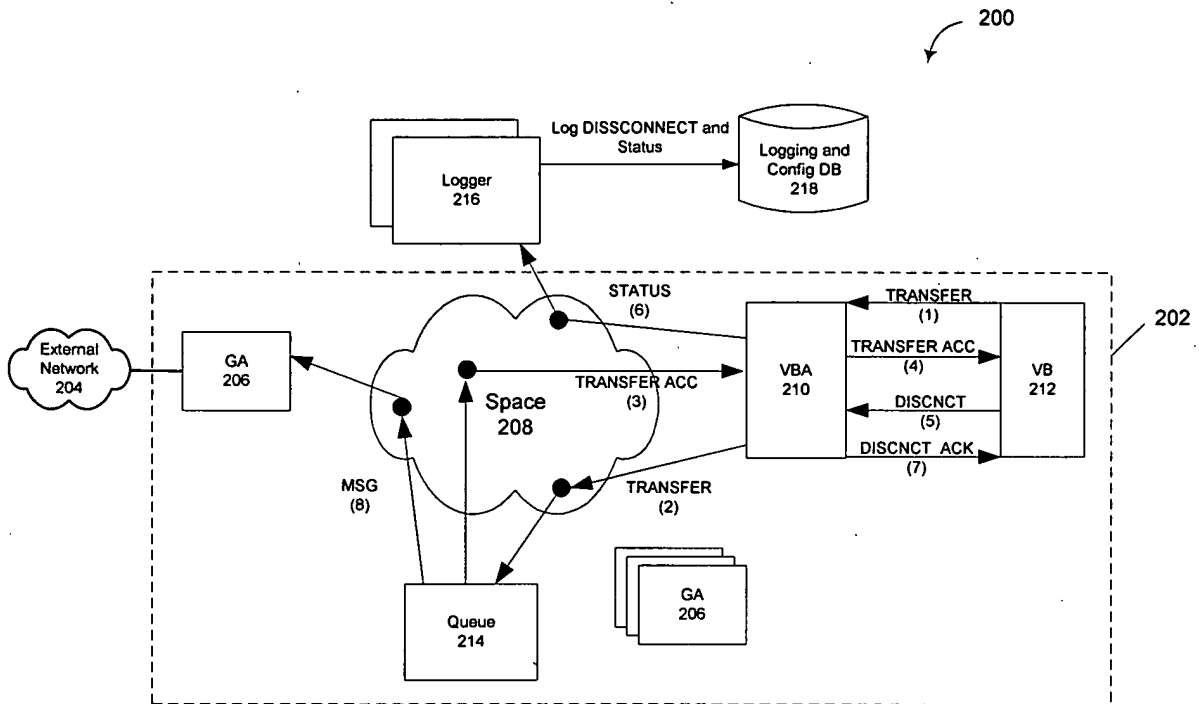 200
Log DISSCONNECT and
Status
Logging and
Config DB
218
Logger
216
STATUS
(6)
TRANSFER
(1)
202
External
Network
204
GA
206
TRANSFER ACC
(3)
VBA
210
TRANSFER ACC
(4)
VB
212
Space
208
DISCNCT
(5)
DISCNCT ACK
(7)
MSG
(8)
TRANSFER
(2)
GA
206
Queue
214